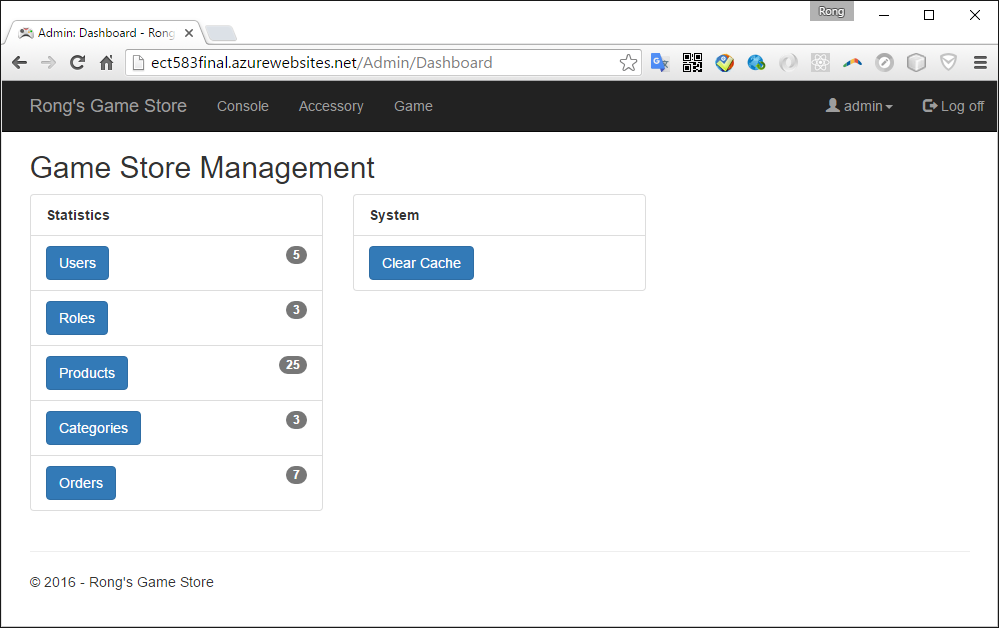 Rong
Admin: Dashboard - Rong
ect583final.azurewebsites.net/Admin/Dashboard
Rong's Game Store Console Accessory Game admin Log off
Game Store Management
Statistics
Users 5
Roles 3
Products 25
Categories 3
Orders 7
System
Clear Cache
© 2016 - Rong's Game Store